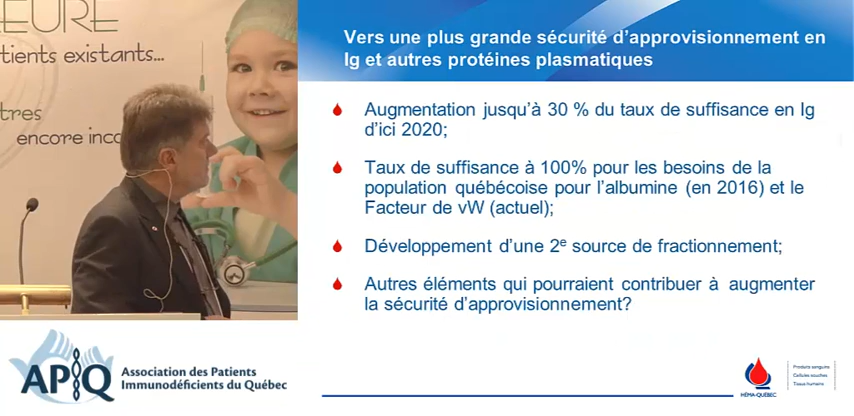 EURE
tients existants...
tres
encore inco
Vers une plus grande sécurité d'approvisionnement en
Ig et autres protéines plasmatiques
Augmentation jusqu'à 30 % du taux de suffisance en Ig
d'ici 2020;
Taux de suffisance à 100% pour les besoins de la
population québécoise pour l'albumine (en 2016) et le
Facteur de vW (actuel);
Développement d'une 2e source de fractionnement;
Autres éléments qui pourraient contribuer à augmenter
la sécurité d'approvisionnement?
APIQ
Association des Patients
Immunodéficients du Québec
HÉMA-QUÉBEC
Produits sanguins
Cellules souches
Tissus humains